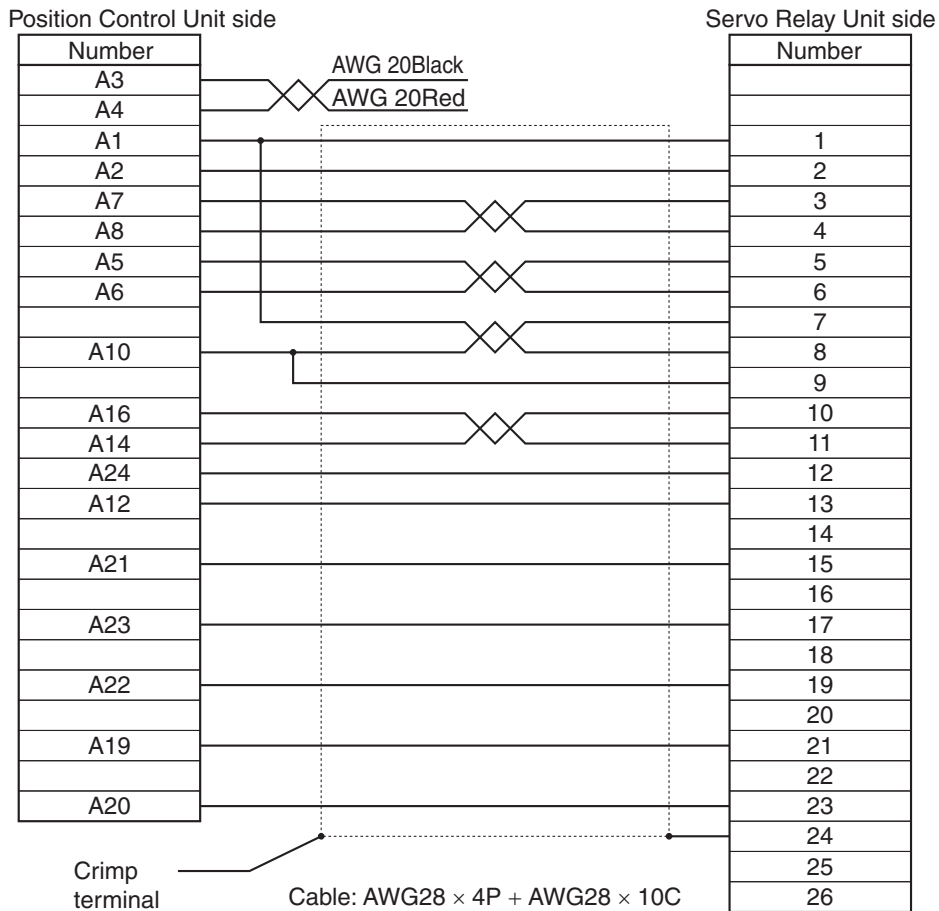 Position Control Unit side
Servo Relay Unit side
Number
Number
A3
AWG 20Black
A4
AWG 20Red
A1
1
A2
2
A7
3
A8
4
A5
5
A6
6
7
A10
8
9
A16
10
A14
11
A24
12
A12
13
14
A21
15
16
A23
17
18
A22
19
20
A19
21
22
A20
23
24
Crimp
terminal
25
Cable: AWG28 × 4P + AWG28 × 10C
26